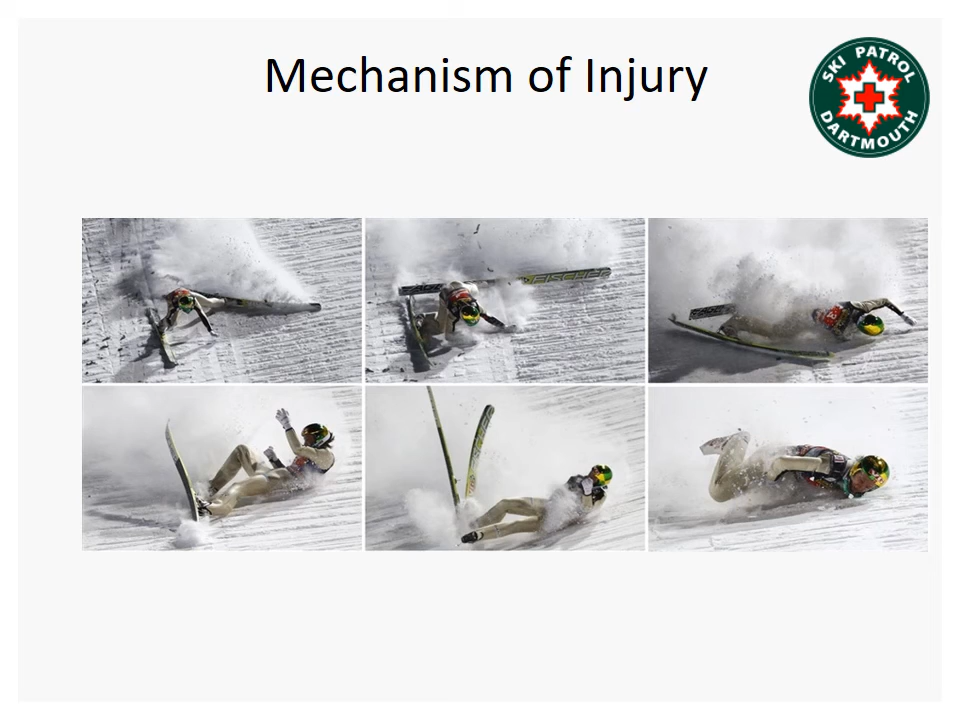 Mechanism of Injury
SKI PATROL
DARTMOUTH
FISCHER